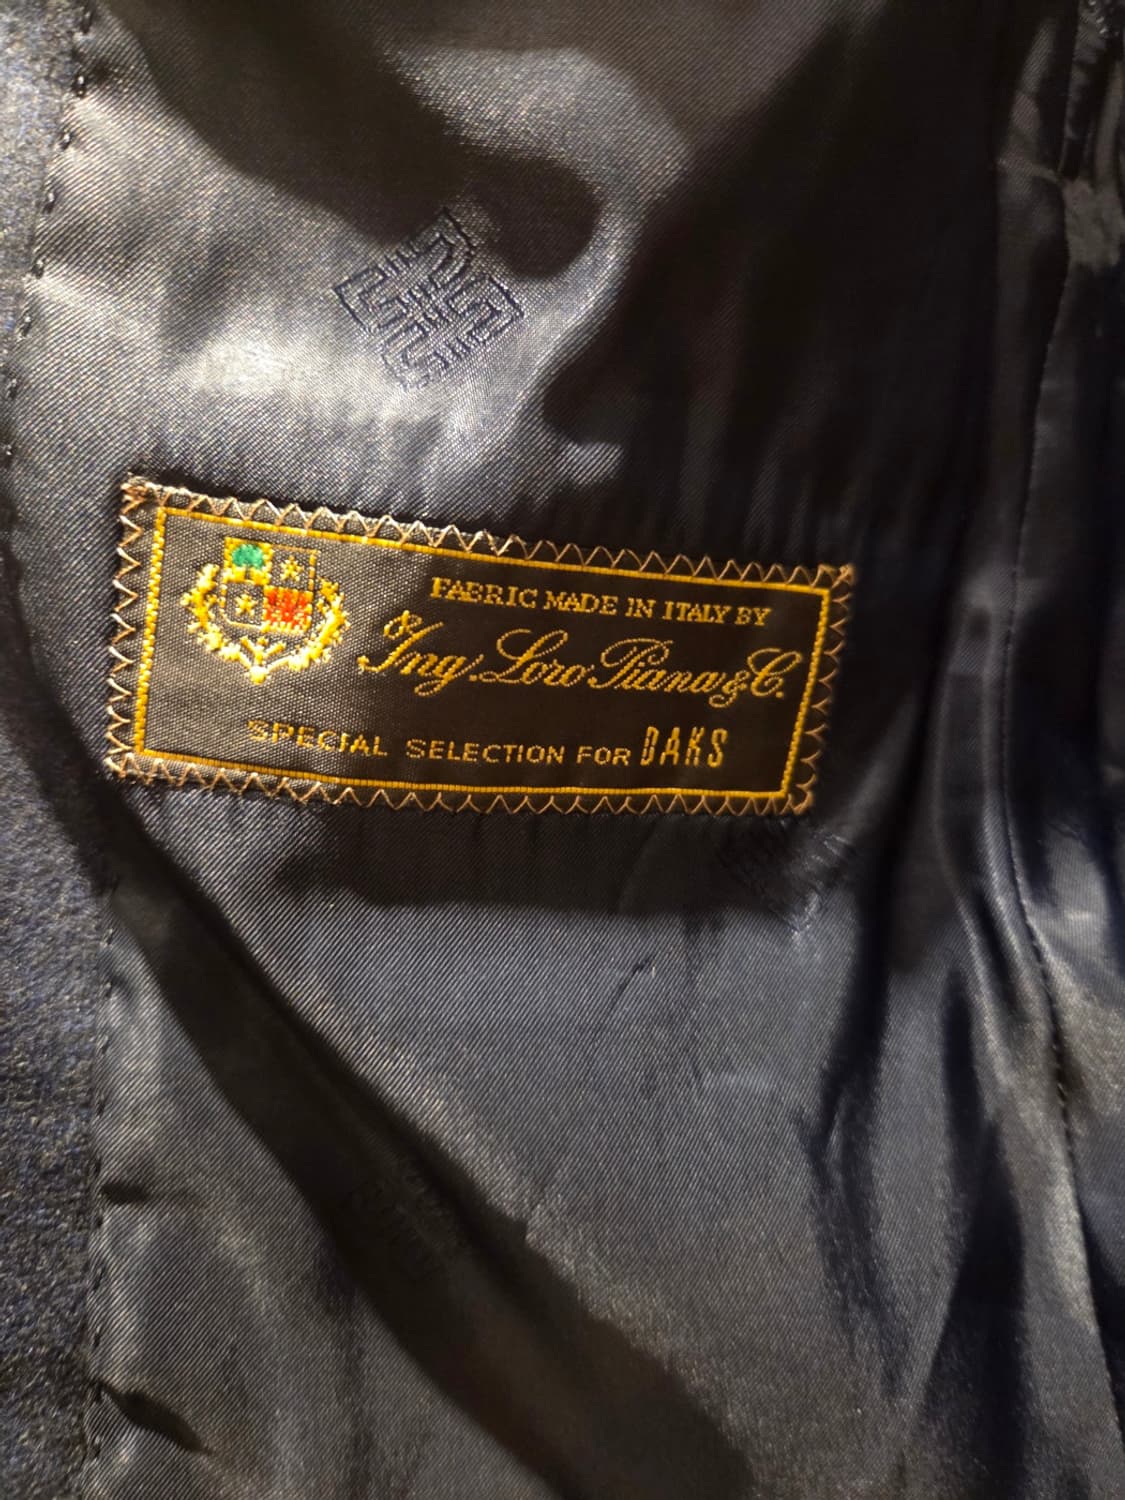 FABRIC MADE IN ITALY BY
Ing. Loro Piana & C.
SPECIAL SELECTION FOR DAKS